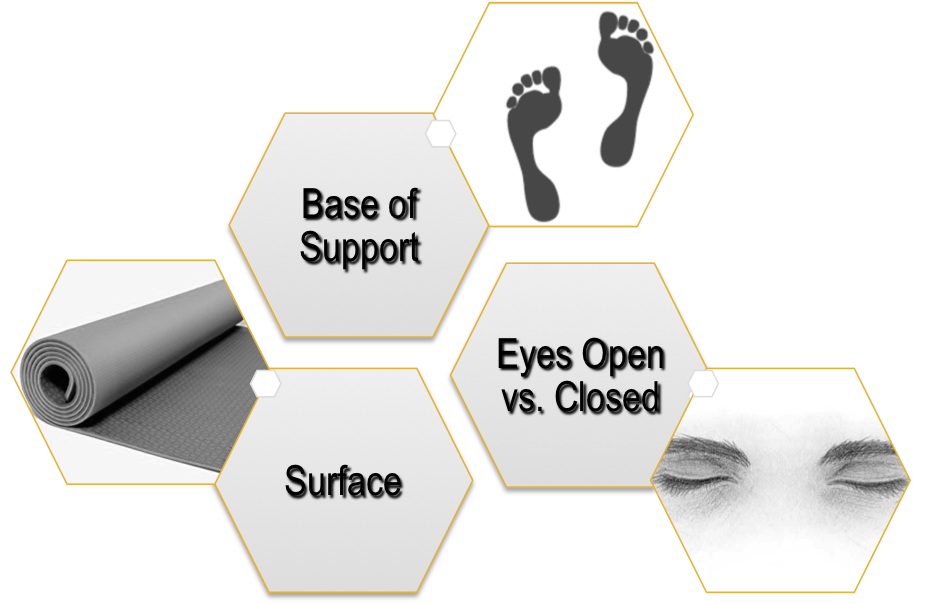 Base of
Support
Eyes Open
vs. Closed
Surface